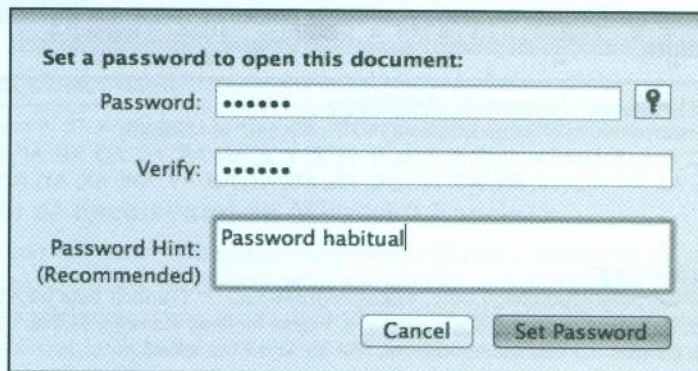 Set a password to open this document:
Password: ••••••
Verify: ••••••
Password Hint: Password habitual
(Recommended)
Cancel Set Password